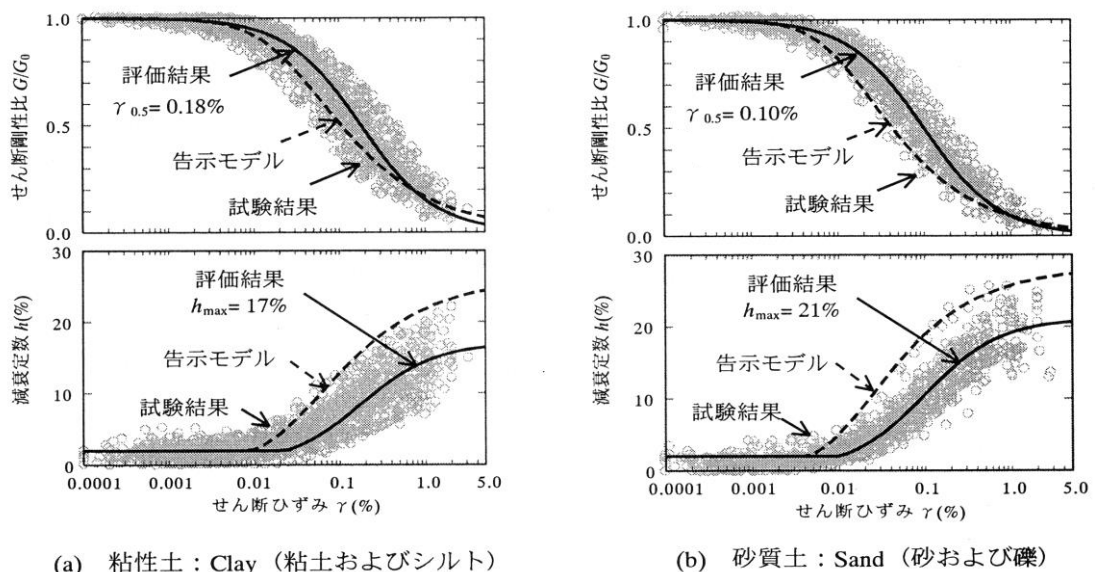 せん断剛性比 G/G0
1.0
0.5
0.0
評価結果
γ0.5= 0.18%
告示モデル
試験結果
減衰定数 h(%)
30
20
10
0
評価結果
hmax= 17%
告示モデル
試験結果
0.0001 0.001 0.01 0.1 1.0 5.0
せん断ひずみ γ(%)
(a) 粘性土：Clay（粘土およびシルト）
せん断剛性比 G/G0
1.0
0.5
0.0
評価結果
γ0.5= 0.10%
告示モデル
試験結果
減衰定数 h(%)
30
20
10
0
評価結果
hmax= 21%
告示モデル
試験結果
0.0001 0.001 0.01 0.1 1.0 5.0
せん断ひずみ γ(%)
(b) 砂質土：Sand（砂および礫）